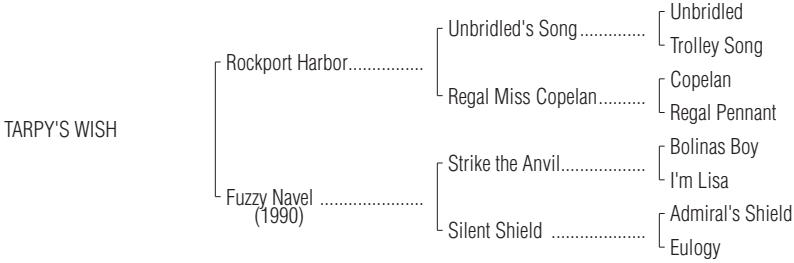 Unbridled
Unbridled's Song..............
Trolley Song
Rockport Harbor................
Copelan
Regal Miss Copelan..........
Regal Pennant
TARPY'S WISH
Bolinas Boy
Strike the Anvil..................
I'm Lisa
Fuzzy Navel ......................
(1990)
Admiral's Shield
Silent Shield ....................
Eulogy